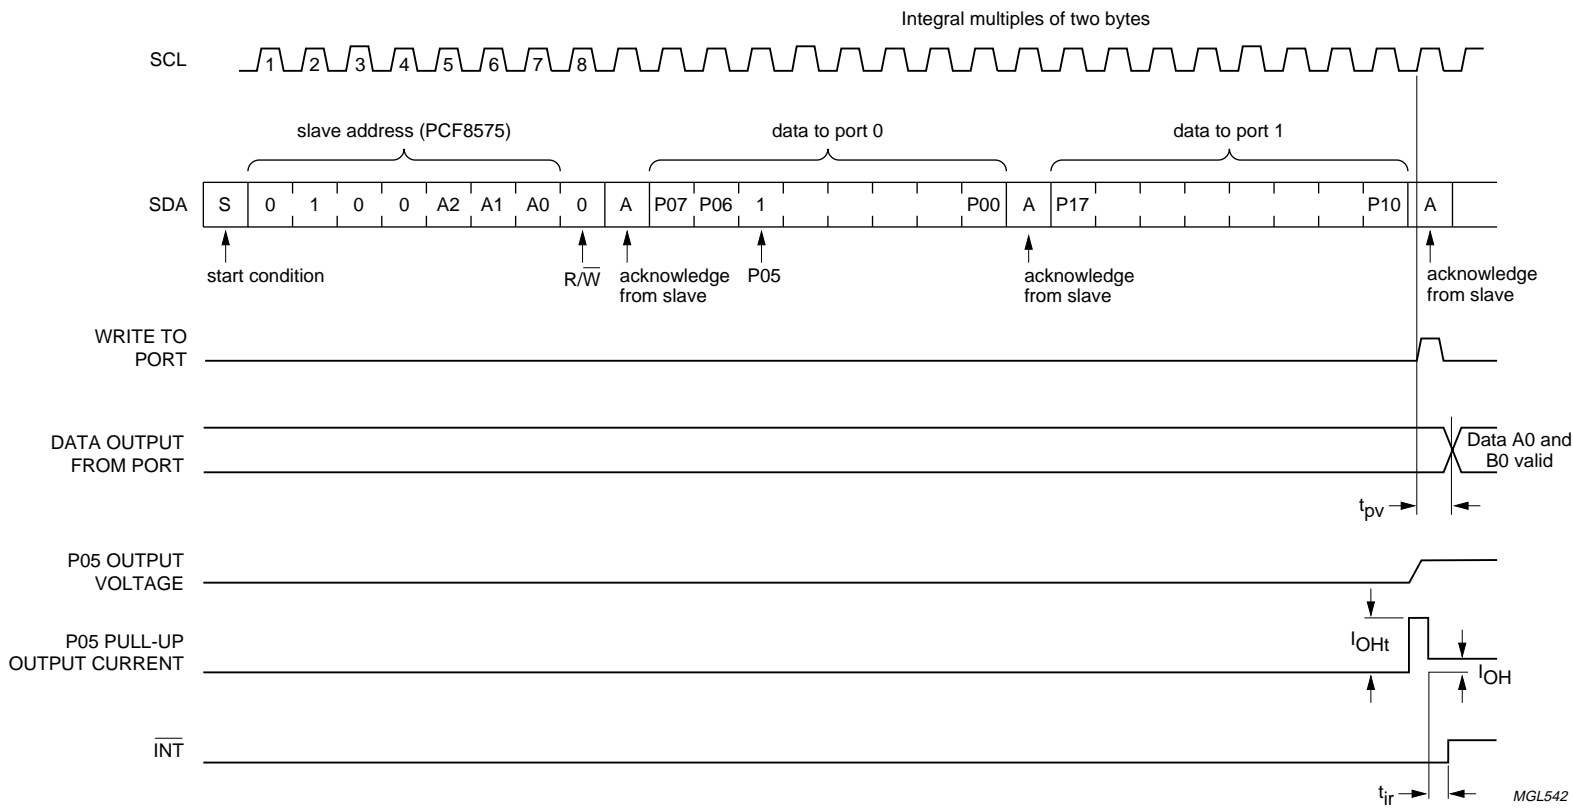 Integral multiples of two bytes
SCL
1 2 3 4 5 6 7 8
slave address (PCF8575)
data to port 0
data to port 1
SDA
S 0 1 0 0 A2 A1 A0 0 A P07 P06 1 P00 A P17 P10 A
start condition
R/W̅
acknowledge
from slave
P05
acknowledge
from slave
acknowledge
from slave
WRITE TO
PORT
DATA OUTPUT
FROM PORT
Data A0 and
B0 valid
tpv
P05 OUTPUT
VOLTAGE
P05 PULL-UP
OUTPUT CURRENT
IOHt
IOH
I̅N̅T̅
tir
MGL542